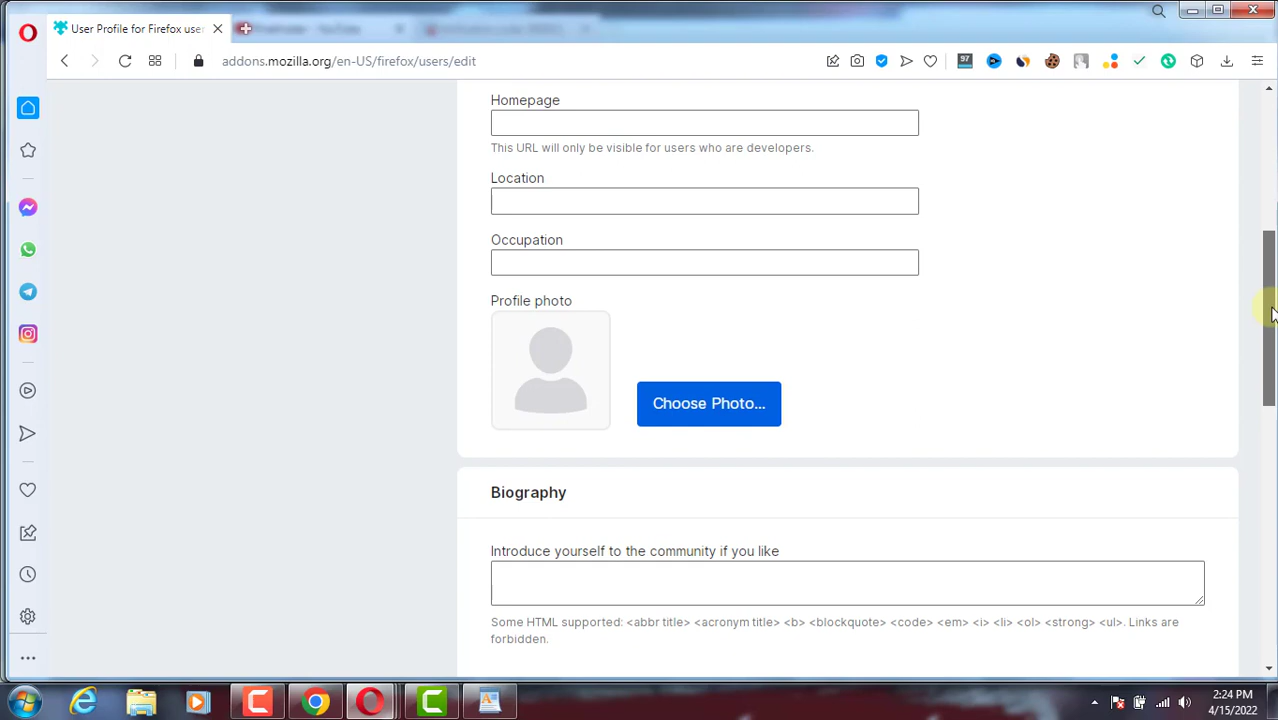 User Profile for Firefox use
addons.mozilla.org/en-US/firefox/users/edit
97
Homepage
This URL will only be visible for users who are developers.
Location
Occupation
Profile photo
Choose Photo...
Biography
Introduce yourself to the community if you like
Some HTML supported: <abbr title> <acronym title> <b> <blockquote> <code> <em> <i> <li> <ol> <strong> <ul>. Links are
forbidden.
2:24 PM
4/15/2022